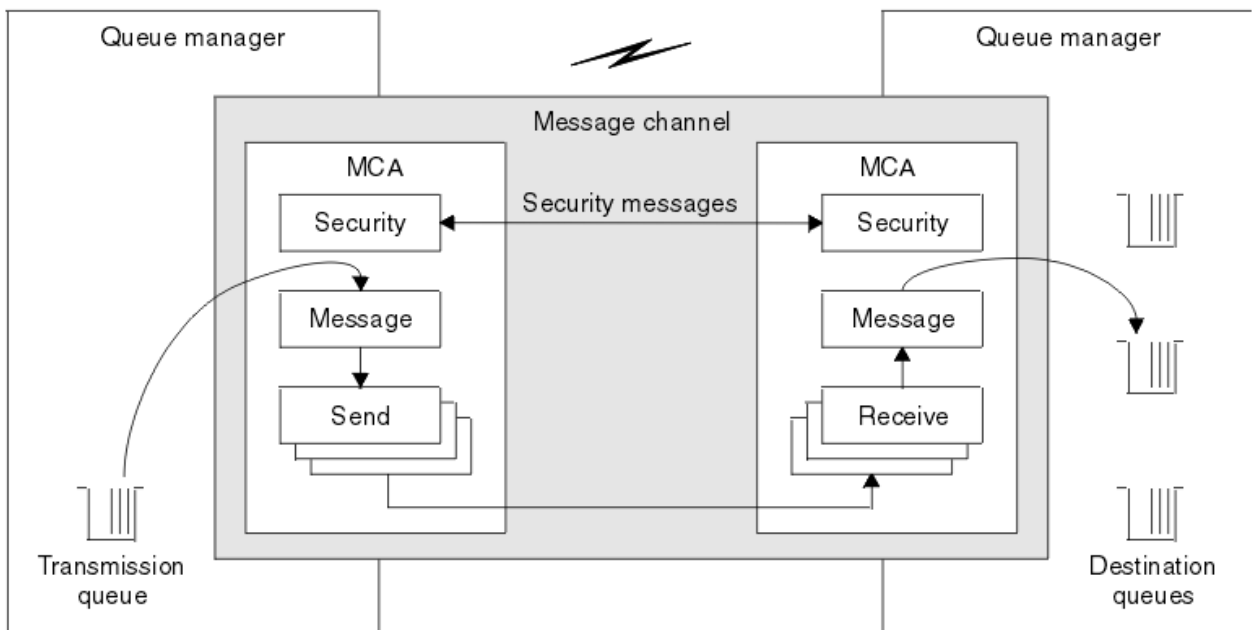 Queue manager
Queue manager
Message channel
MCA
MCA
Security
Security messages
Security
Message
Message
Send
Receive
Transmission
queue
Destination
queues